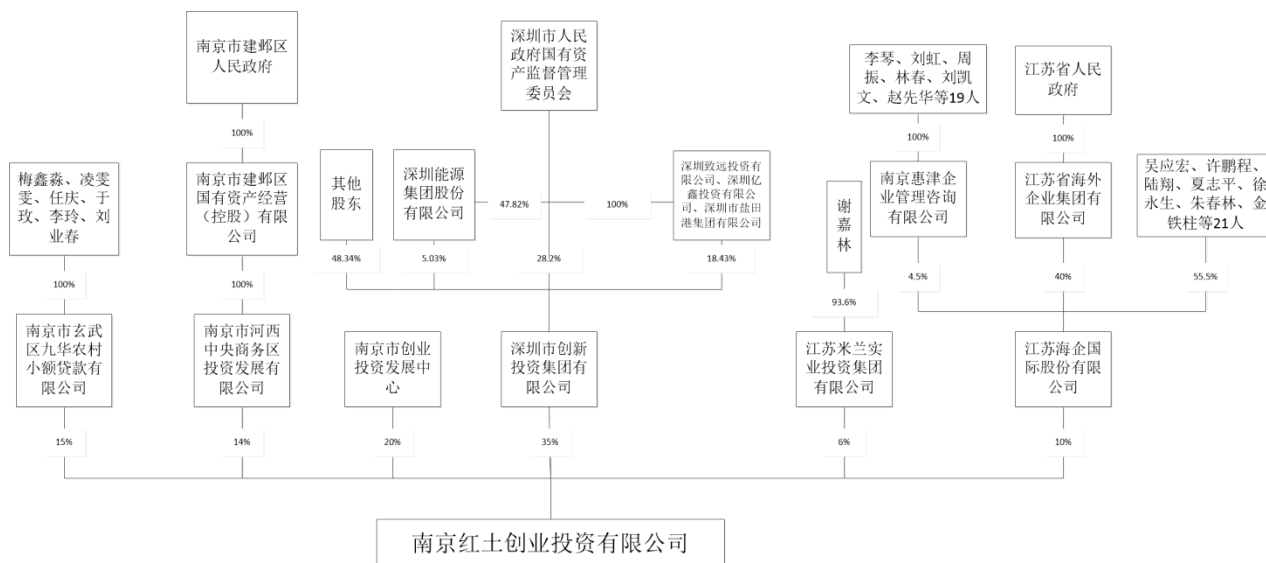 南京市建邺区
人民政府
深圳市人民
政府国有资
产监督管理
委员会
李琴、刘虹、周
振、林春、刘凯
文、赵先华等19人
江苏省人民
政府
100%
100%
100%
梅鑫淼、凌雯
雯、任庆、于
玫、李玲、刘
业春
南京市建邺区
国有资产经营
（控股）有限
公司
其他
股东
深圳能源
集团股份
有限公司
47.82%
100%
深圳致远投资有
限公司、深圳亿
鑫投资有限公
司、深圳市盐田
港集团有限公司
谢
嘉
林
南京惠津企
业管理咨询
有限公司
江苏省海外
企业集团有
限公司
吴应宏、许鹏程、
陆翔、夏志平、徐
永生、朱春林、金
铁柱等21人
48.34%
5.03%
28.2%
18.43%
4.5%
40%
55.5%
100%
100%
93.6%
南京市玄武
区九华农村
小额贷款有
限公司
南京市河西
中央商务区
投资发展有
限公司
南京市创业
投资发展中
心
深圳市创新
投资集团有
限公司
江苏米兰实
业投资集团
有限公司
江苏海企国
际股份有限
公司
15%
14%
20%
35%
6%
10%
南京红土创业投资有限公司